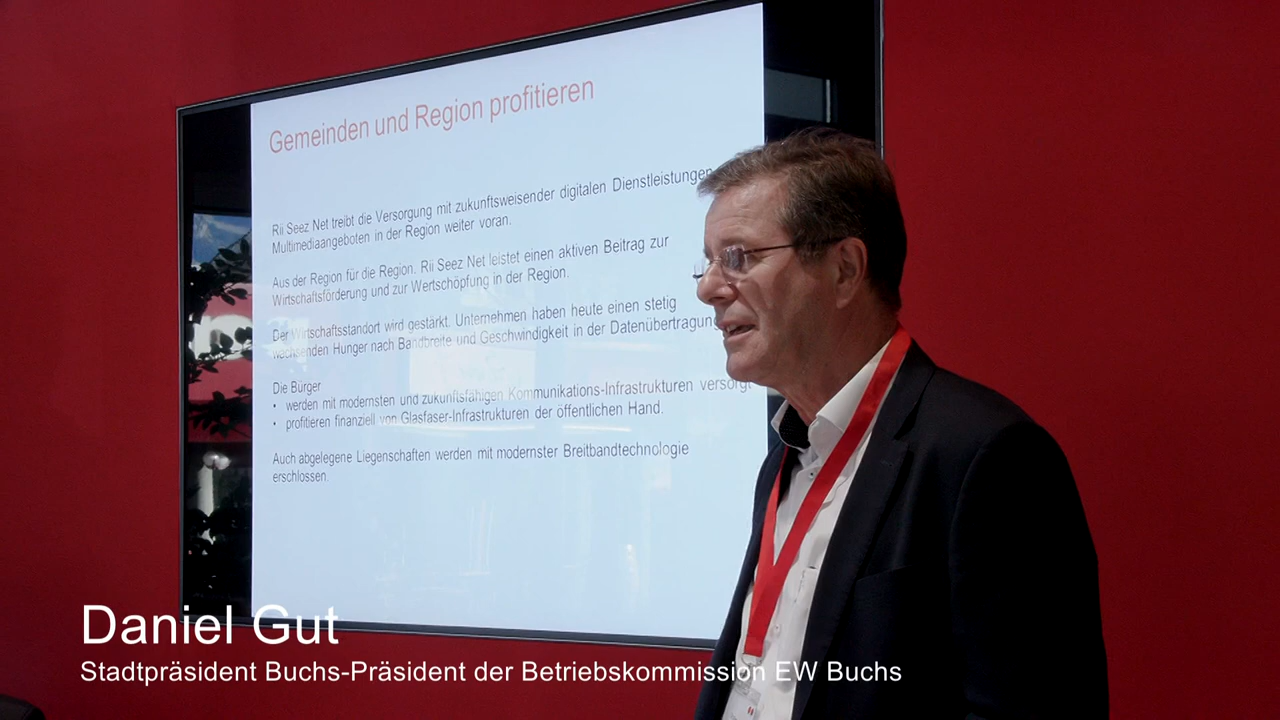 Gemeinden und Region profitieren
Rii Seez Net treibt die Versorgung mit zukunftsweisender digitalen Dienstleistungen
Multimediaangeboten in der Region weiter voran.
Aus der Region für die Region. Rii Seez Net leistet einen aktiven Beitrag zur
Wirtschaftsförderung und zur Wertschöpfung in der Region.
Der Wirtschaftsstandort wird gestärkt. Unternehmen haben heute einen stetig
wachsenden Hunger nach Bandbreite und Geschwindigkeit in der Datenübertragung
Die Bürger
• werden mit modernsten und zukunftsfähigen Kommunikations-Infrastrukturen versorgt
• profitieren finanziell von Glasfaser-Infrastrukturen der öffentlichen Hand.
Auch abgelegene Liegenschaften werden mit modernster Breitbandtechnologie
erschlossen.
Daniel Gut
Stadtpräsident Buchs-Präsident der Betriebskommission EW Buchs